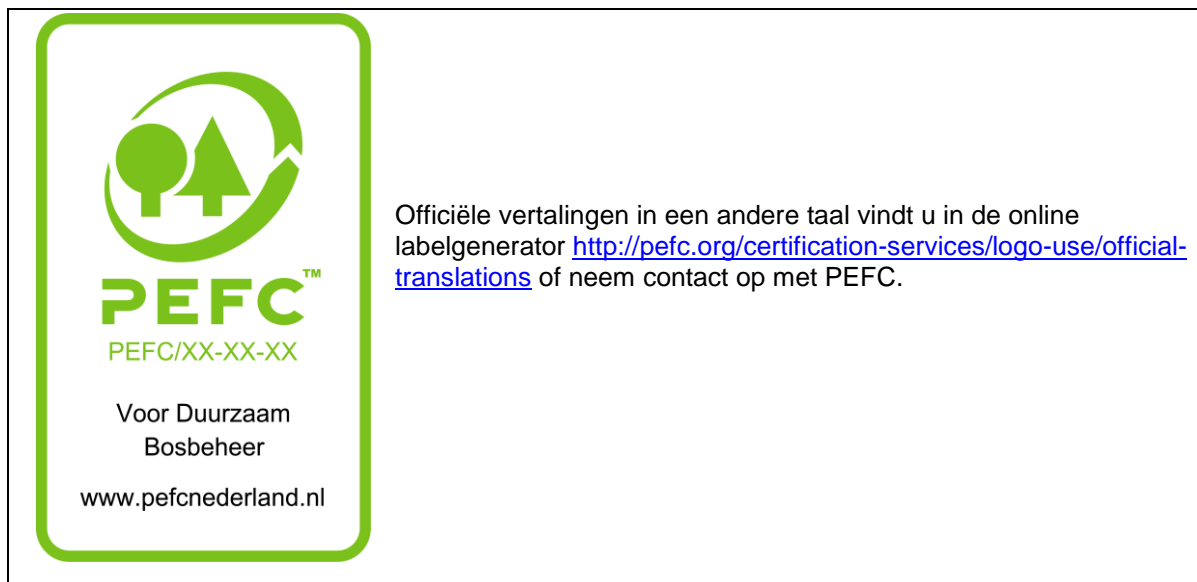 PEFC™
PEFC/XX-XX-XX
Voor Duurzaam
Bosbeheer
www.pefcnederland.nl
Officiële vertalingen in een andere taal vindt u in de online
labelgenerator http://pefc.org/certification-services/logo-use/official-
translations of neem contact op met PEFC.